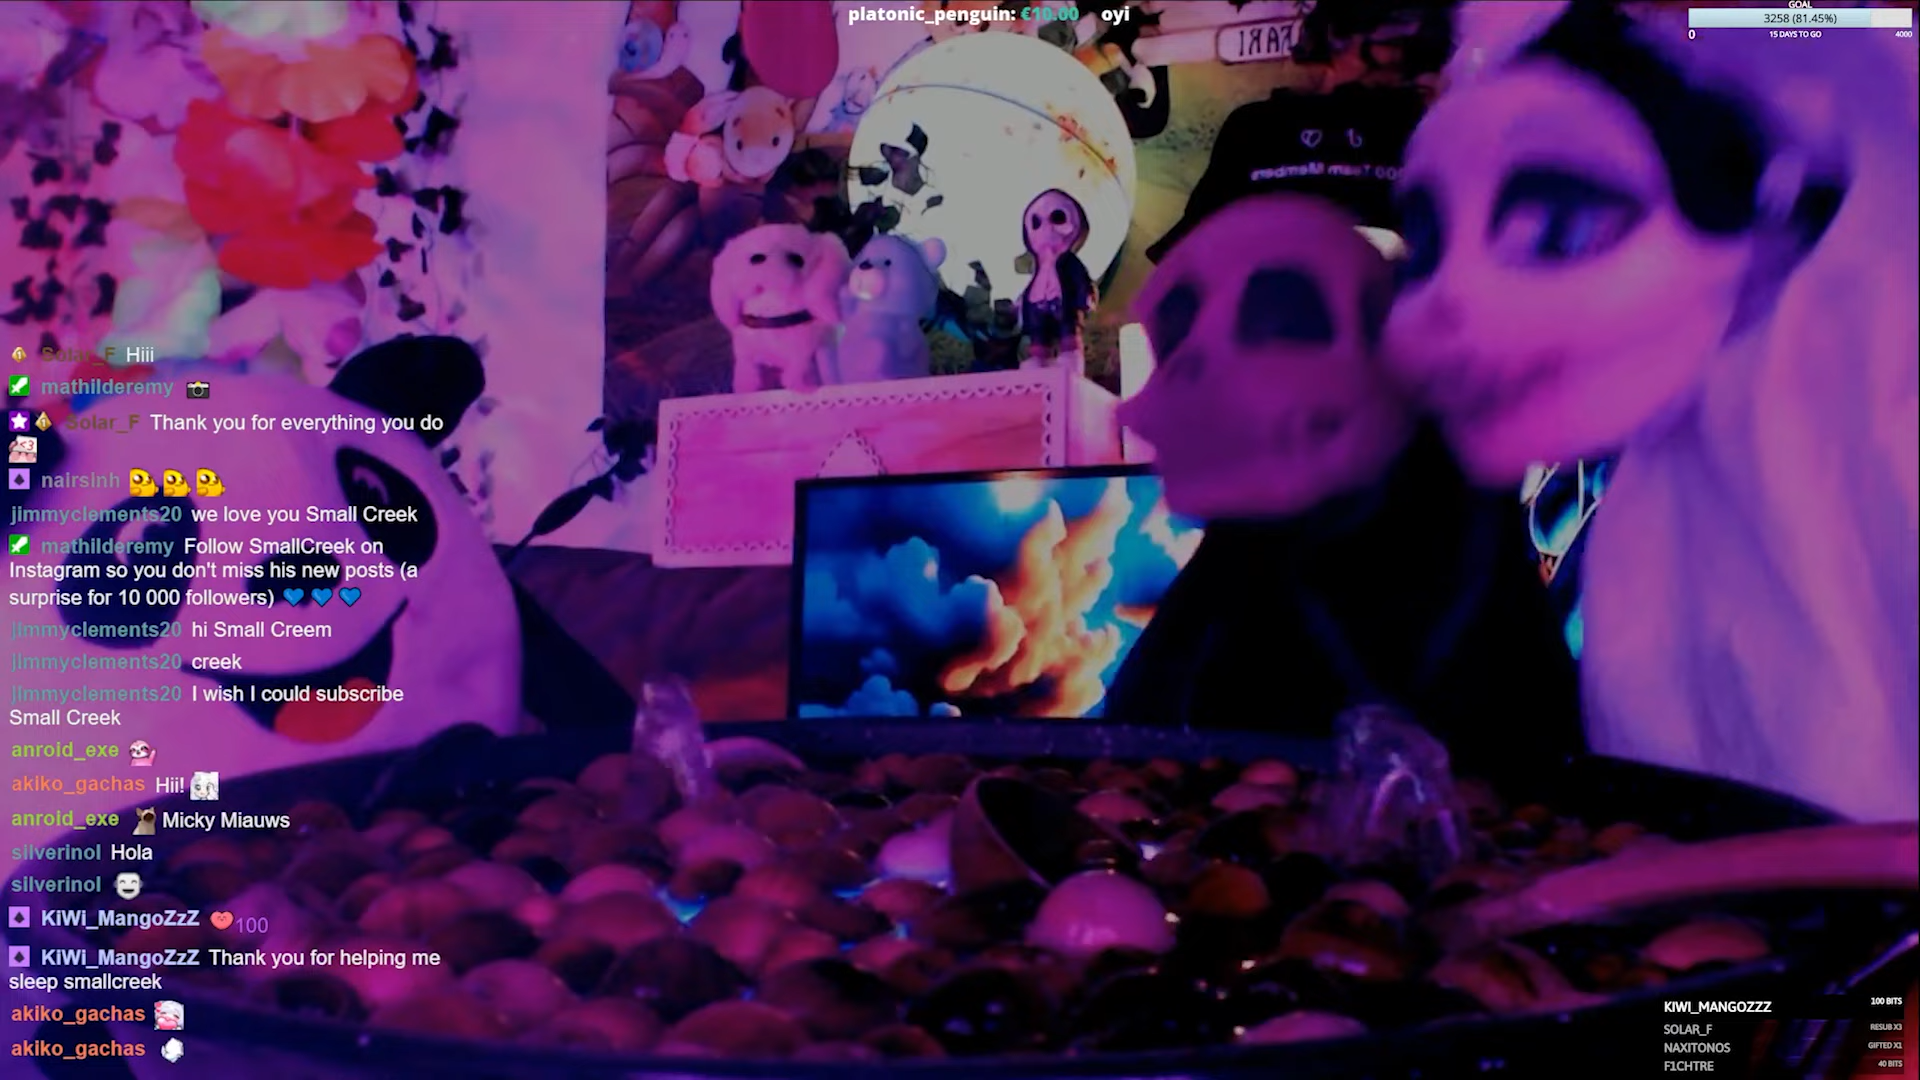 platonic_penguin: €10.00 oyi
GOAL
3258 (81.45%)
0 15 DAYS TO GO 4000
Solar_F Hiii
mathilderemy
Solar_F Thank you for everything you do
nairsinh
jimmyclements20 we love you Small Creek
mathilderemy Follow SmallCreek on
Instagram so you don't miss his new posts (a
surprise for 10 000 followers)
jimmyclements20 hi Small Creem
jimmyclements20 creek
jimmyclements20 I wish I could subscribe
Small Creek
anroid_exe
akiko_gachas Hii!
anroid_exe Micky Miauws
silverinol Hola
silverinol
KiWi_MangoZzZ 100
KiWi_MangoZzZ Thank you for helping me
sleep smallcreek
akiko_gachas
akiko_gachas
KIWI_MANGOZZZ 100 BITS
SOLAR_F RESUB X3
NAXITONOS GIFTED X1
F1CHTRE 40 BITS